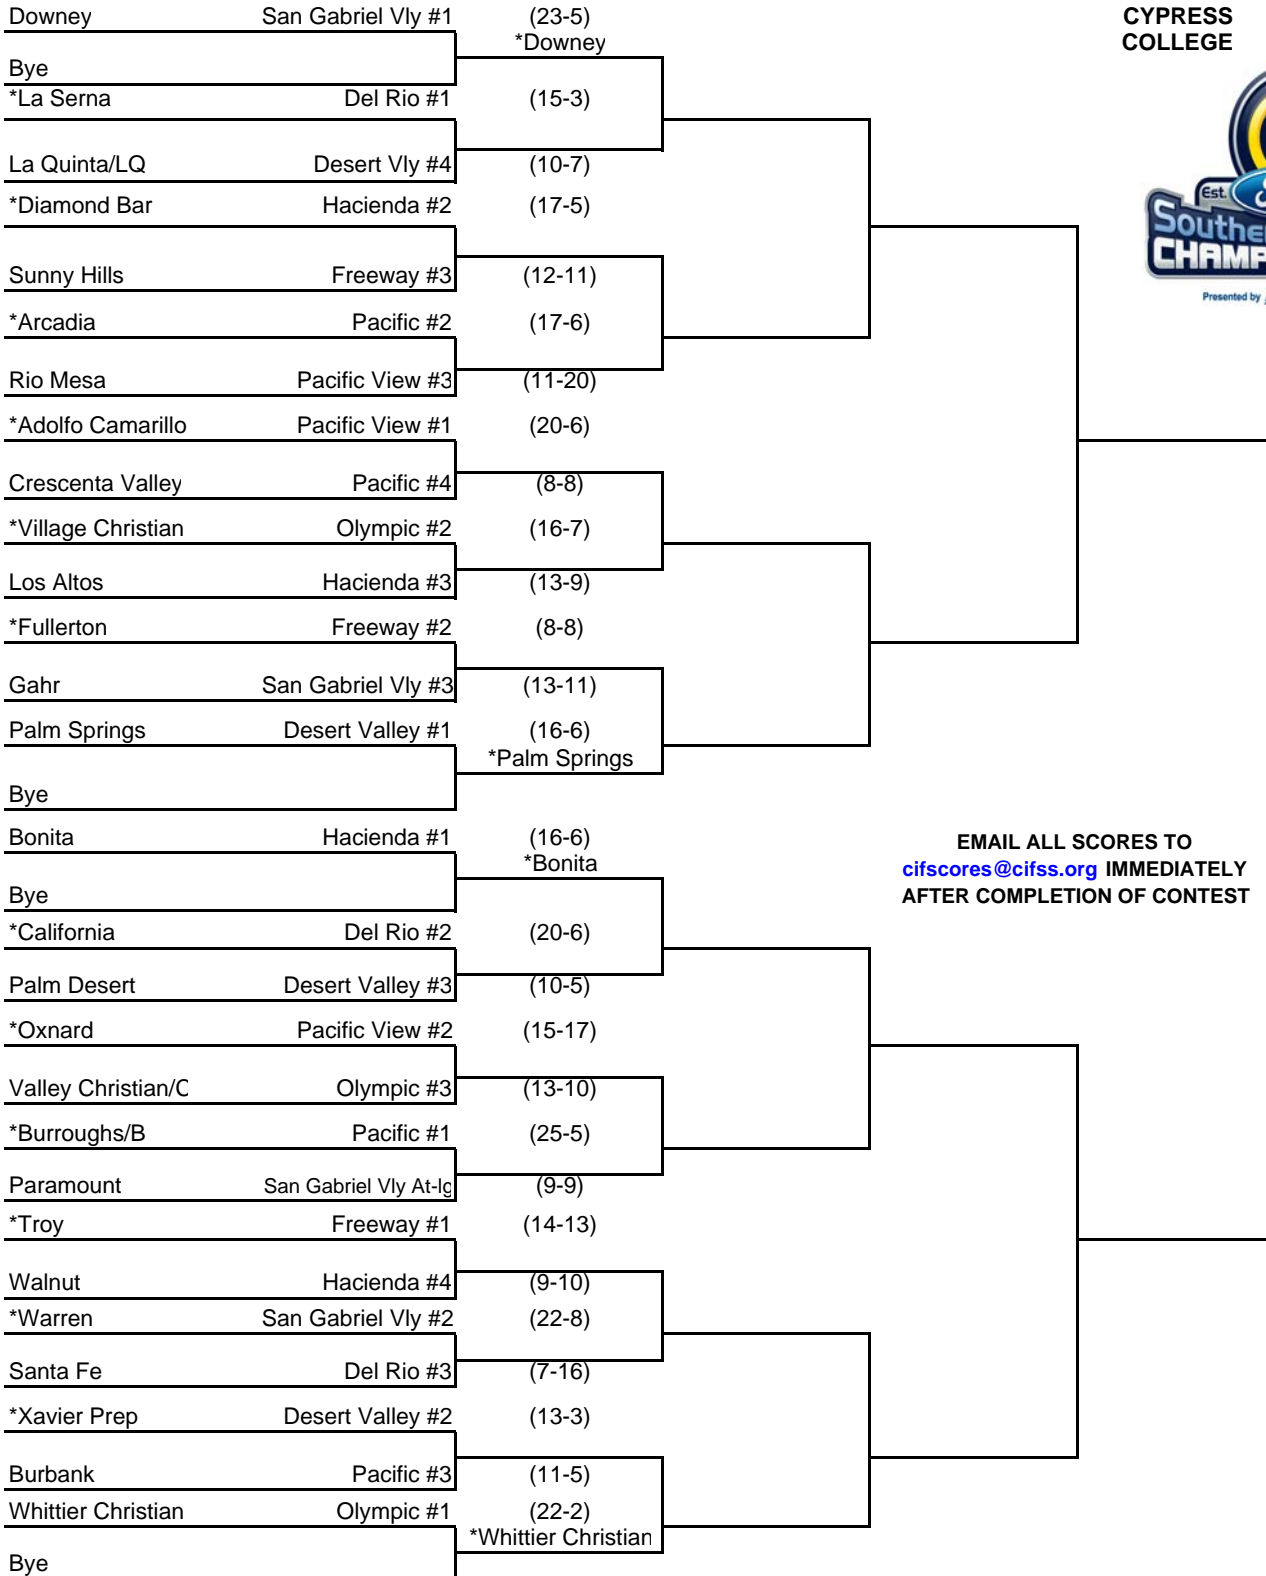 Downey San Gabriel Vly #1 (23-5)
*Downey
CYPRESS
COLLEGE
Bye
*La Serna Del Rio #1 (15-3)
La Quinta/LQ Desert Vly #4 (10-7)
*Diamond Bar Hacienda #2 (17-5)
Est.
Southe
CHAMP
Presented by
Sunny Hills Freeway #3 (12-11)
*Arcadia Pacific #2 (17-6)
Rio Mesa Pacific View #3 (11-20)
*Adolfo Camarillo Pacific View #1 (20-6)
Crescenta Valley Pacific #4 (8-8)
*Village Christian Olympic #2 (16-7)
Los Altos Hacienda #3 (13-9)
*Fullerton Freeway #2 (8-8)
Gahr San Gabriel Vly #3 (13-11)
Palm Springs Desert Valley #1 (16-6)
*Palm Springs
Bye
Bonita Hacienda #1 (16-6)
*Bonita
EMAIL ALL SCORES TO
cifscores@cifss.org IMMEDIATELY
AFTER COMPLETION OF CONTEST
Bye
*California Del Rio #2 (20-6)
Palm Desert Desert Valley #3 (10-5)
*Oxnard Pacific View #2 (15-17)
Valley Christian/C Olympic #3 (13-10)
*Burroughs/B Pacific #1 (25-5)
Paramount San Gabriel Vly At-lg (9-9)
*Troy Freeway #1 (14-13)
Walnut Hacienda #4 (9-10)
*Warren San Gabriel Vly #2 (22-8)
Santa Fe Del Rio #3 (7-16)
*Xavier Prep Desert Valley #2 (13-3)
Burbank Pacific #3 (11-5)
Whittier Christian Olympic #1 (22-2)
*Whittier Christian
Bye